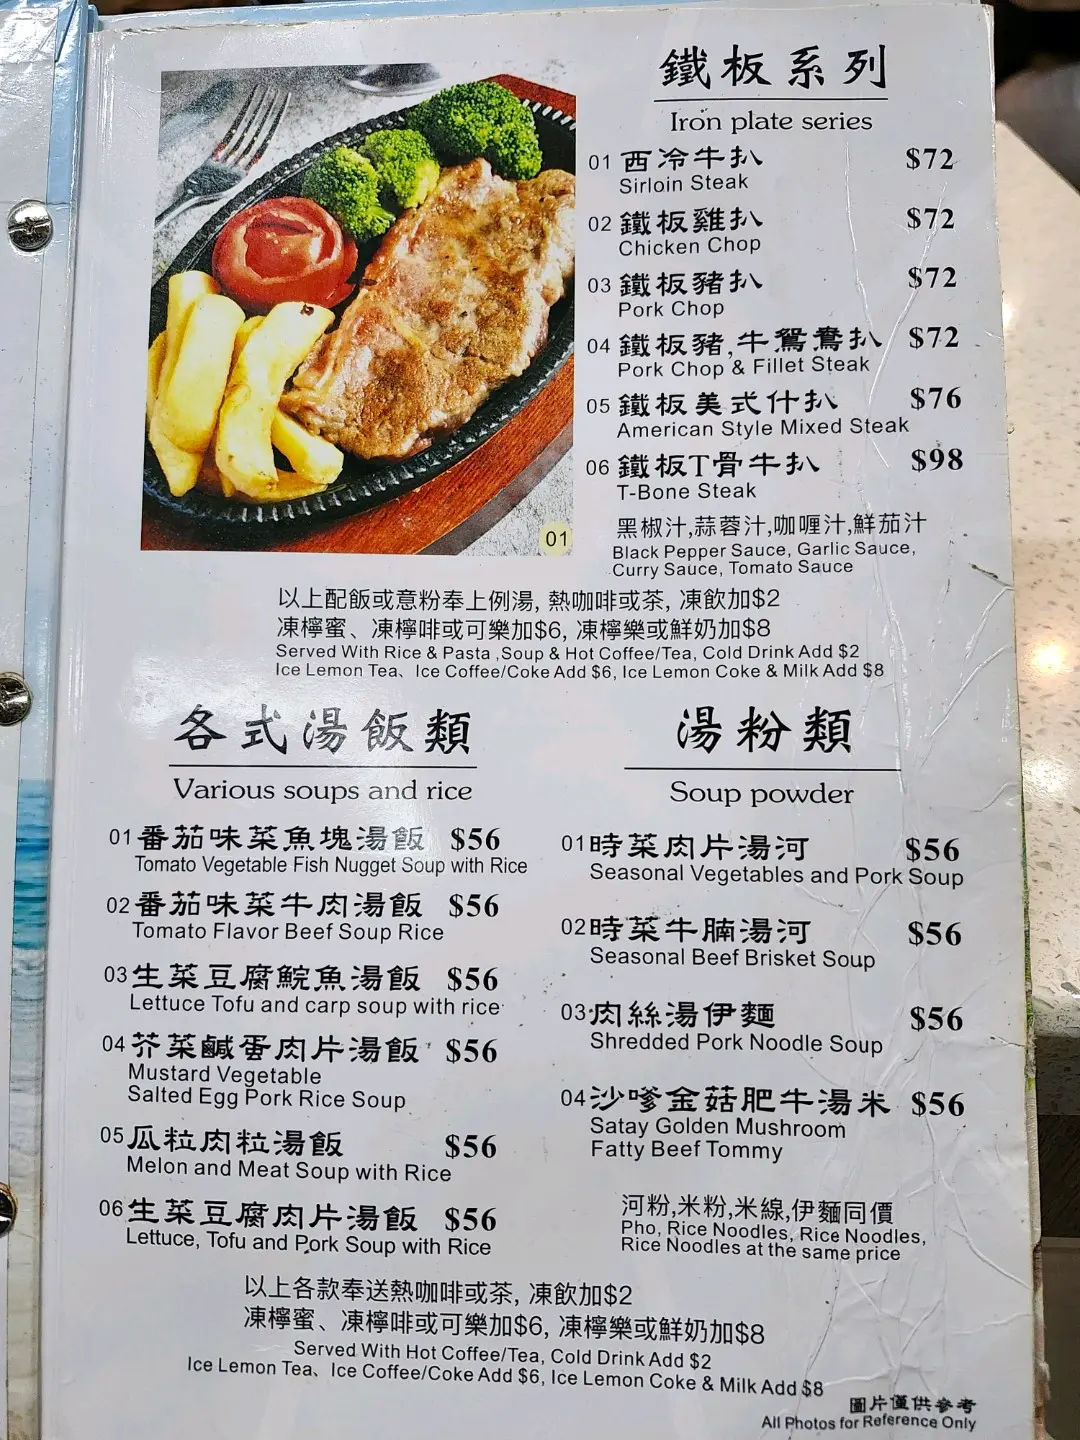 鐵板系列
Iron plate series
01 西冷牛扒 $72
Sirloin Steak
02 鐵板雞扒 $72
Chicken Chop
03 鐵板豬扒 $72
Pork Chop
04 鐵板豬,牛鴛鴦扒 $72
Pork Chop & Fillet Steak
05 鐵板美式什扒 $76
American Style Mixed Steak
06 鐵板T骨牛扒 $98
T-Bone Steak
黑椒汁,蒜蓉汁,咖喱汁,鮮茄汁
Black Pepper Sauce, Garlic Sauce,
Curry Sauce, Tomato Sauce
01
以上配飯或意粉奉上例湯, 熱咖啡或茶, 凍飲加$2
凍檸蜜、凍檸啡或可樂加$6, 凍檸樂或鮮奶加$8
Served With Rice & Pasta ,Soup & Hot Coffee/Tea, Cold Drink Add $2
Ice Lemon Tea、Ice Coffee/Coke Add $6, Ice Lemon Coke & Milk Add $8
各式湯飯類
Various soups and rice
01 番茄味菜魚塊湯飯 $56
Tomato Vegetable Fish Nugget Soup with Rice
02 番茄味菜牛肉湯飯 $56
Tomato Flavor Beef Soup Rice
03 生菜豆腐鯇魚湯飯 $56
Lettuce Tofu and carp soup with rice
04 芥菜鹹蛋肉片湯飯 $56
Mustard Vegetable
Salted Egg Pork Rice Soup
05 瓜粒肉粒湯飯 $56
Melon and Meat Soup with Rice
06 生菜豆腐肉片湯飯 $56
Lettuce, Tofu and Pork Soup with Rice
湯粉類
Soup powder
01 時菜肉片湯河 $56
Seasonal Vegetables and Pork Soup
02 時菜牛腩湯河 $56
Seasonal Beef Brisket Soup
03 肉絲湯伊麵 $56
Shredded Pork Noodle Soup
04 沙嗲金菇肥牛湯米 $56
Satay Golden Mushroom
Fatty Beef Tommy
河粉,米粉,米線,伊麵同價
Pho, Rice Noodles, Rice Noodles,
Rice Noodles at the same price
以上各款奉送熱咖啡或茶, 凍飲加$2
凍檸蜜、凍檸啡或可樂加$6, 凍檸樂或鮮奶加$8
Served With Hot Coffee/Tea, Cold Drink Add $2
Ice Lemon Tea、Ice Coffee/Coke Add $6, Ice Lemon Coke & Milk Add $8
圖片僅供參考
All Photos for Reference Only